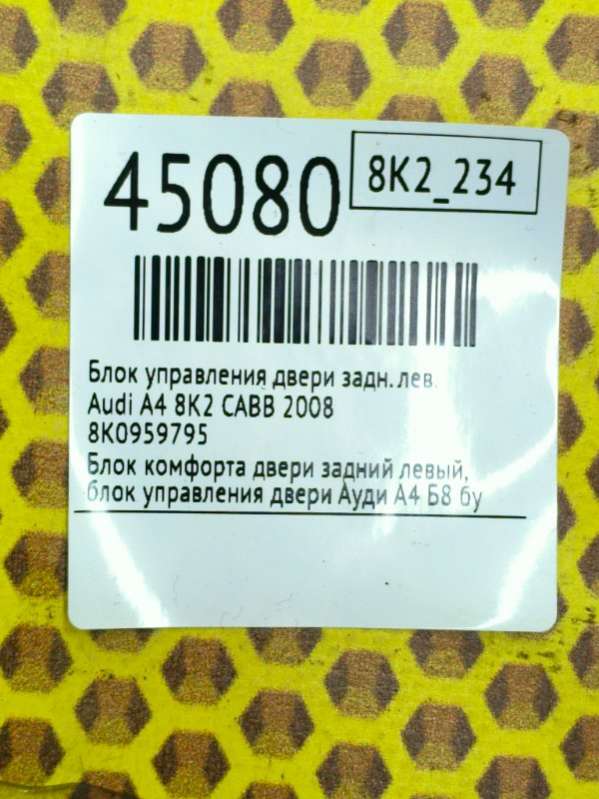 45080
8K2_234
Блок управления двери задн. лев.
Audi A4 8K2 CABB 2008
8K0959795
Блок комфорта двери задний левый,
блок управления двери Ауди А4 Б8 бу